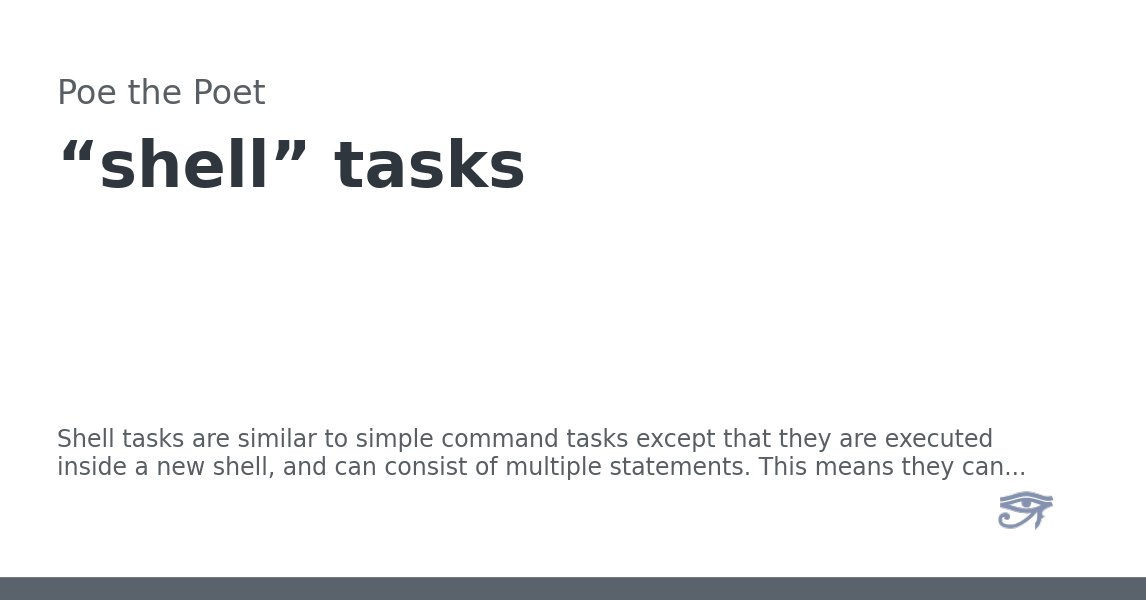 Poe the Poet
“shell” tasks
Shell tasks are similar to simple command tasks except that they are executed
inside a new shell, and can consist of multiple statements. This means they can...